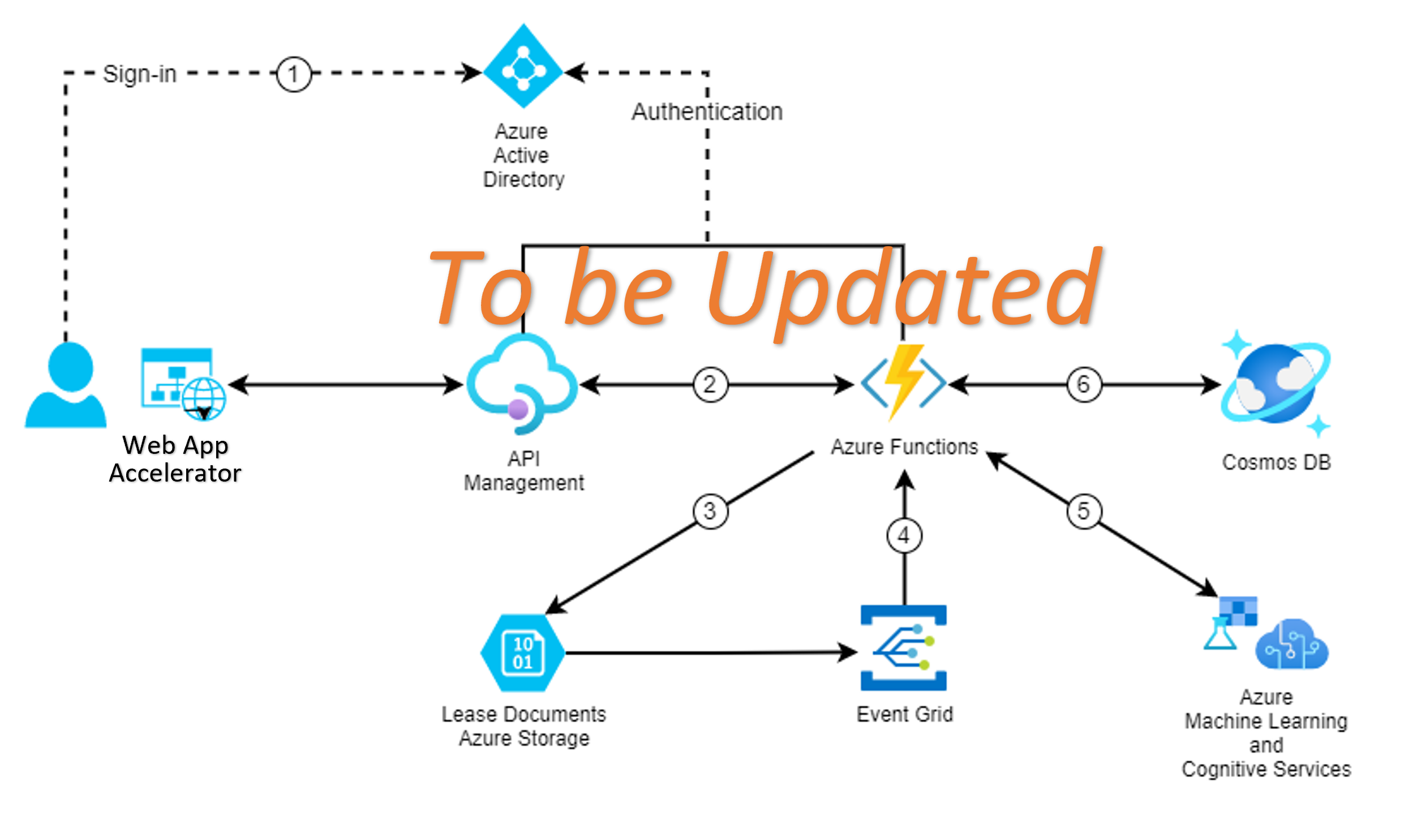 Sign-in
1
Azure
Active
Directory
Authentication
To be Updated
Web App
Accelerator
API
Management
2
Azure Functions
6
Cosmos DB
3
4
5
10
01
Lease Documents
Azure Storage
Event Grid
Azure
Machine Learning
and
Cognitive Services